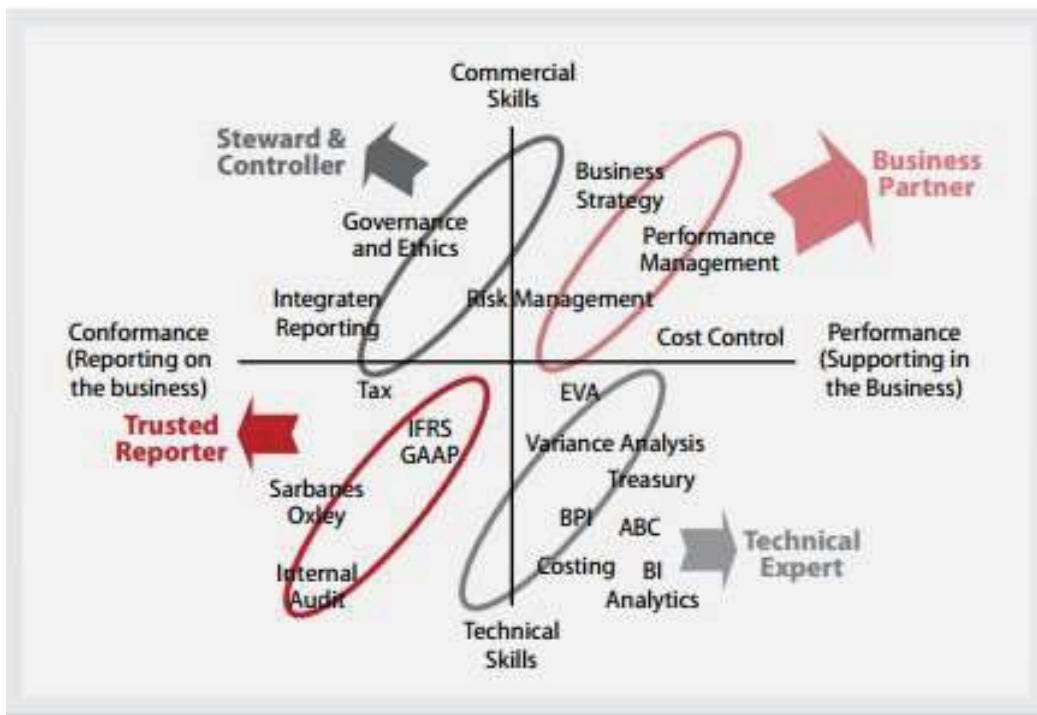 Commercial
Skills
Steward &
Controller
Business
Partner
Business
Strategy
Governance
and Ethics
Performance
Management
Integraten
Reporting
Risk Management
Conformance
(Reporting on
the business)
Cost Control
Performance
(Supporting in
the Business)
Tax
EVA
Trusted
Reporter
IFRS
GAAP
Variance Analysis
Treasury
Sarbanes
Oxley
BPI
ABC
Technical
Expert
Internal
Audit
Costing
BI
Analytics
Technical
Skills